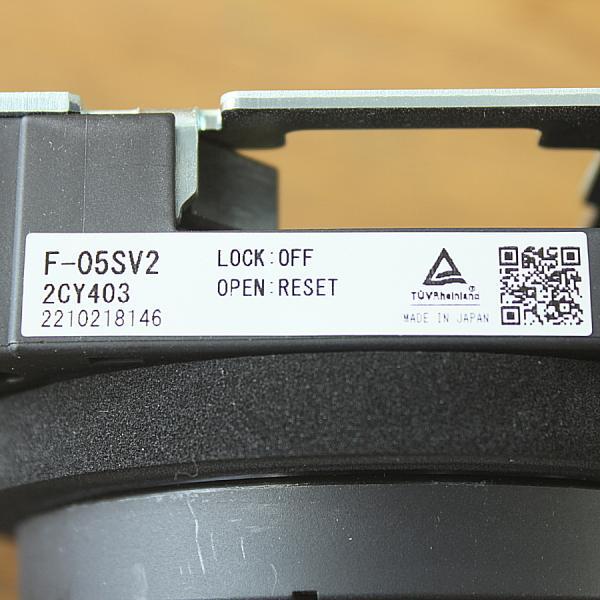 F-05SV2
2CY403
2210218146
LOCK:OFF
OPEN:RESET
TÜVRheinland®
MADE IN JAPAN